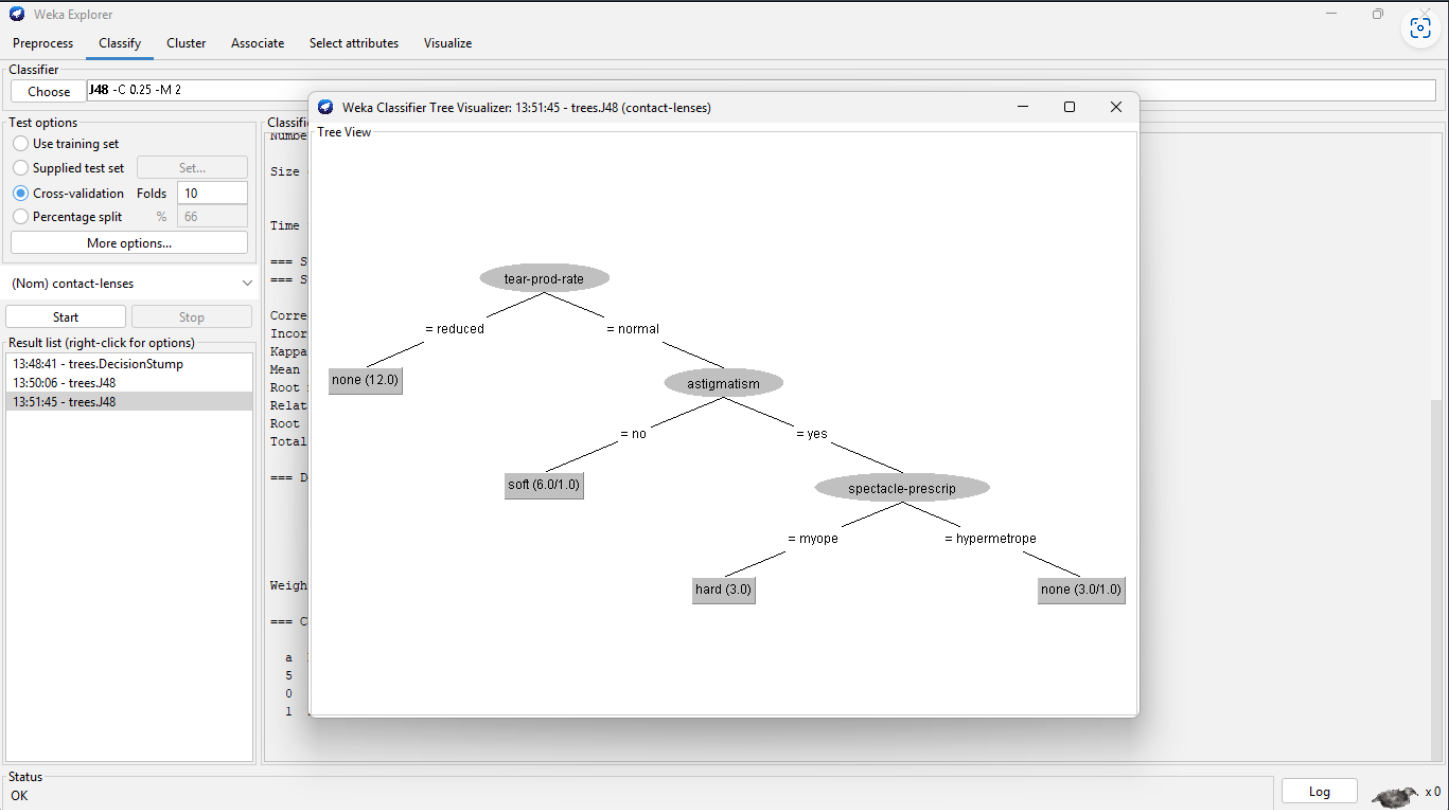 Weka Explorer
Preprocess Classify Cluster Associate Select attributes Visualize
Classifier
Choose J48 -C 0.25 -M 2
Test options
Use training set
Supplied test set Set...
Cross-validation Folds 10
Percentage split % 66
More options...
(Nom) contact-lenses
Start Stop
Result list (right-click for options)
13:48:41 - trees.DecisionStump
13:50:06 - trees.J48
13:51:45 - trees.J48
Size
Time
=== S
=== S
Corre
Incor
Kappa
Mean
Root
Relat
Root
Total
=== D
Weigh
=== C
a
5
0
1
Weka Classifier Tree Visualizer: 13:51:45 - trees.J48 (contact-lenses)
Tree View
tear-prod-rate
= reduced = normal
none (12.0) astigmatism
= no = yes
soft (6.0/1.0) spectacle-prescrip
= myope = hypermetrope
hard (3.0) none (3.0/1.0)
Status
OK
Log x 0